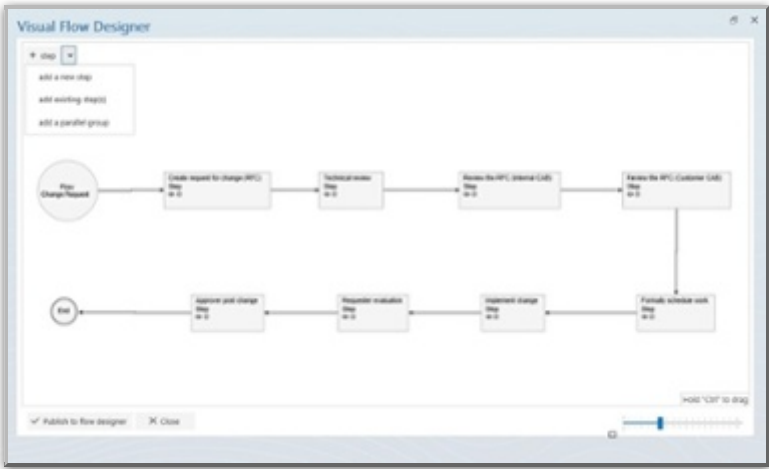 Visual Flow Designer
+ step
add a new step
add existing step(s)
add a parallel group
Flow
Change Request
Create request for change (RFC)
Step
Technical review
Step
Review the RFC (Internal CAB)
Step
Review the RFC (Customer CAB)
Step
End
Approver post change
Step
Requester evaluation
Step
Implement change
Step
Formally schedule work
Step
Hold "Ctrl" to drag
Publish to flow designer
Close